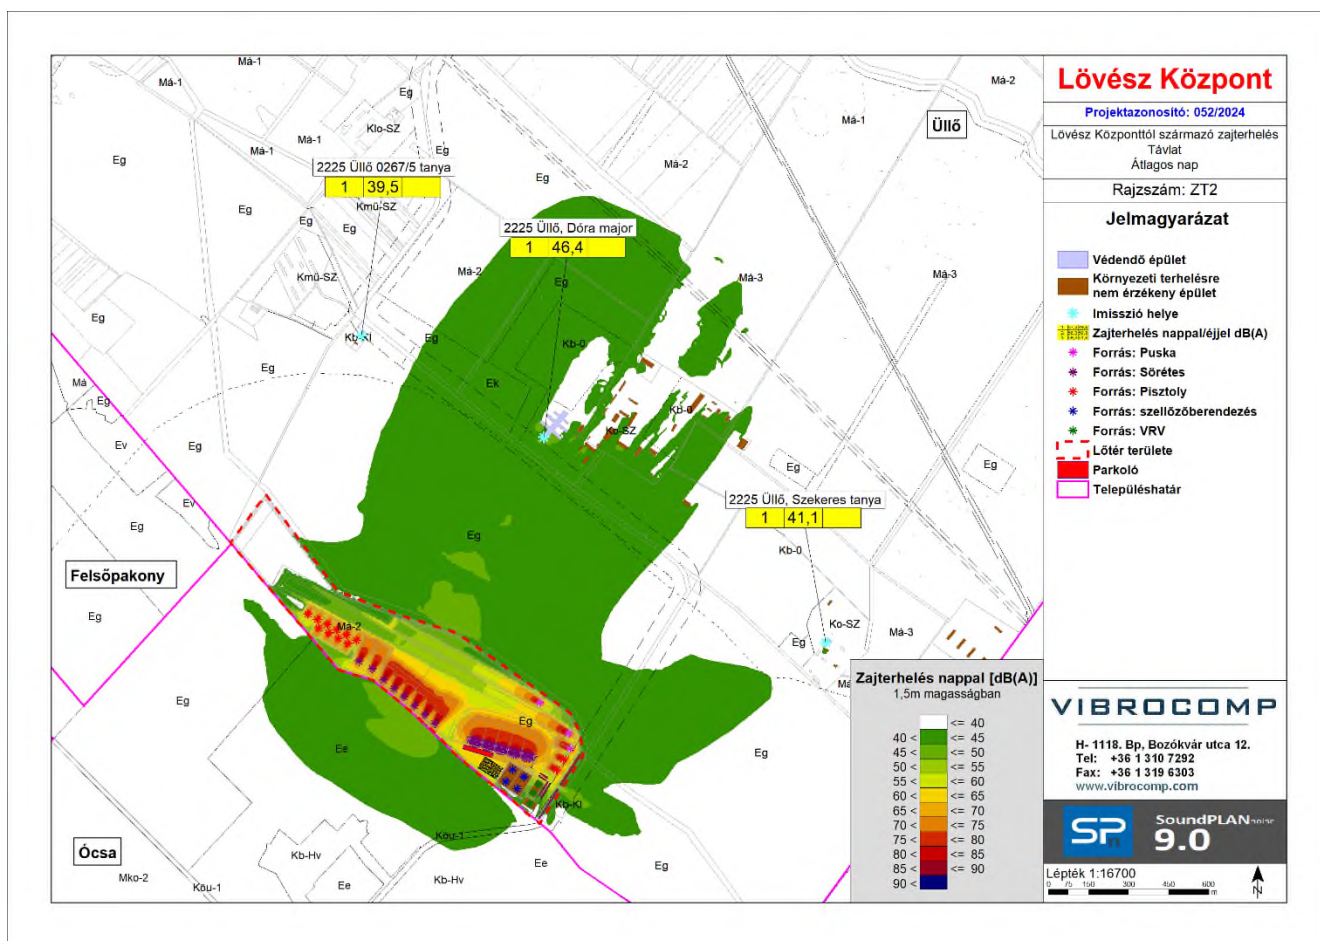 Lövész Központ
Projektazonosító: 052/2024
Lövész Központtól származó zajterhelés
Távlat
Átlagos nap
Rajzszám: ZT2
Jelmagyarázat
Védendő épület
Környezeti terhelésre
nem érzékeny épület
Imisszió helye
Zajterhelés nappal/éjjel dB(A)
Forrás: Puska
Forrás: Sörétes
Forrás: Pisztoly
Forrás: szellőzőberendezés
Forrás: VRV
Lőtér területe
Parkoló
Településhatár
VIBROCOMP
H- 1118. Bp, Bozókvár utca 12.
Tel: +36 1 310 7292
Fax: +36 1 319 6303
www.vibrocomp.com
SPn
SoundPLANnoise
9.0
Lépték 1:16700
0 75 150 300 450 600
m
N
Zajterhelés nappal [dB(A)]
1,5m magasságban
<= 40
40 < <= 45
45 < <= 50
50 < <= 55
55 < <= 60
60 < <= 65
65 < <= 70
70 < <= 75
75 < <= 80
80 < <= 85
85 < <= 90
90 <
Má-1
Má-1
Eg
Má-2
Klo-SZ
Má-1
Üllő
Má-1
Má-1
Eg
Eg
Má-2
2225 Üllő 0267/5 tanya
1 39,5
Eg
Kmü-SZ
Eg
Eg
Eg
2225 Üllő, Dóra major
1 46,4
Má-2
Kmü-SZ
Eg
Má-3
Má-3
Eg
Kb-Kl
Eg
Kb-0
Eg
Má
Ek
Kb-0
Ko-SZ
Ev
Eg
Eg
Eg
Ev
2225 Üllő, Szekeres tanya
1 41,1
Eg
Eg
Kb-0
Felsőpakony
Eg
Má-2
Ko-SZ
Má-3
Eg
Má
Eg
Eg
Ee
Eg
Kb-Kl
Köu-1
Ócsa
Kb-Hv
Ee
Eg
Mko-2
Köu-1
Ee
Kb-Hv